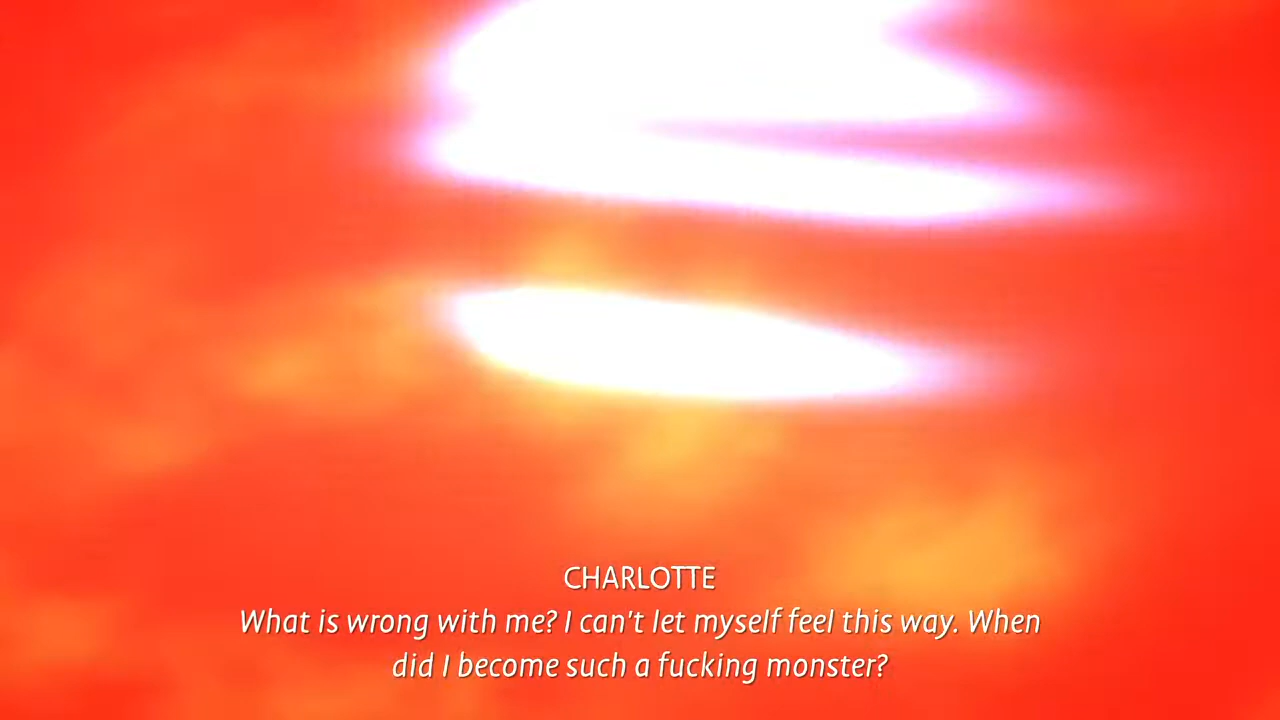 CHARLOTTE
What is wrong with me? I can't let myself feel this way. When
did I become such a fucking monster?